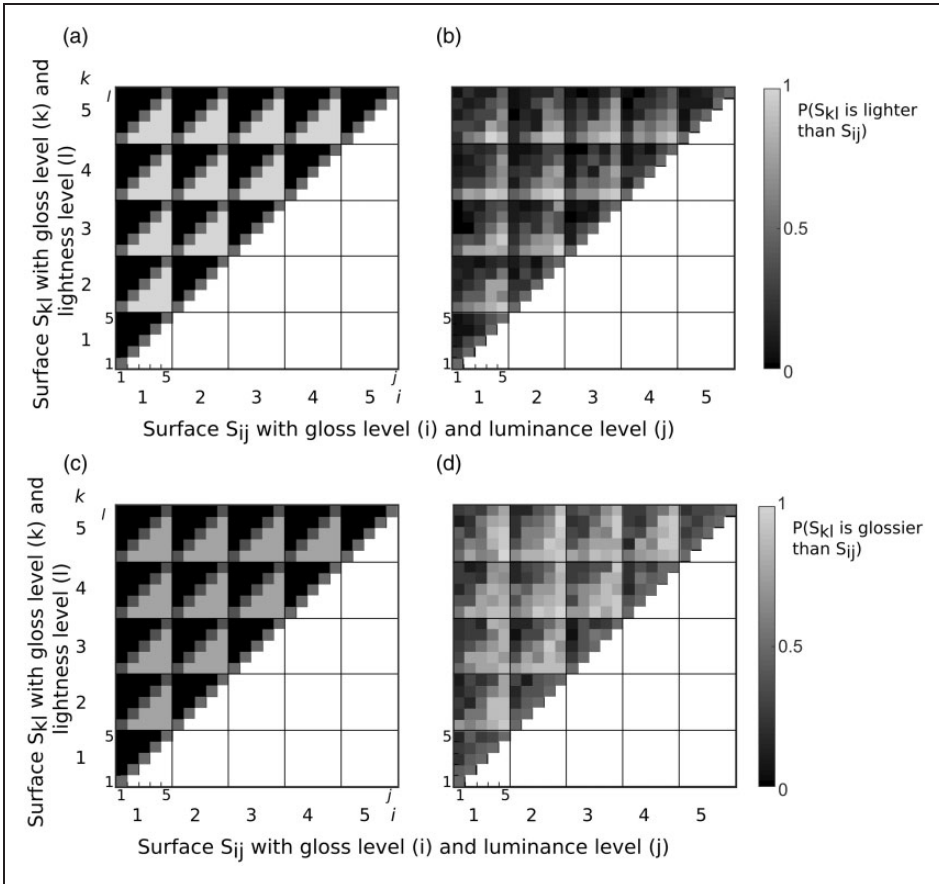 (a)
(b)
k
l
5
4
3
2
1
5
1
1
5
j
1
2
3
4
5
i
Surface Skl with gloss level (k) and
lightness level (l)
5
1
1
5
1
2
3
4
5
1
P(Skl is lighter
than Sij)
0.5
0
Surface Sij with gloss level (i) and luminance level (j)
(c)
(d)
k
l
5
4
3
2
1
5
1
1
5
j
1
2
3
4
5
i
Surface Skl with gloss level (k) and
lightness level (l)
5
1
1
5
1
2
3
4
5
1
P(Skl is glossier
than Sij)
0.5
0
Surface Sij with gloss level (i) and luminance level (j)